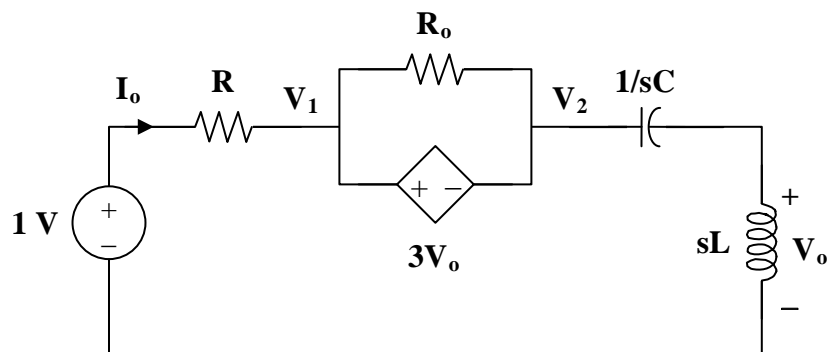 Rₒ
Iₒ R V₁ V₂ 1/sC
+ −
1 V + − sL + Vₒ −
3Vₒ